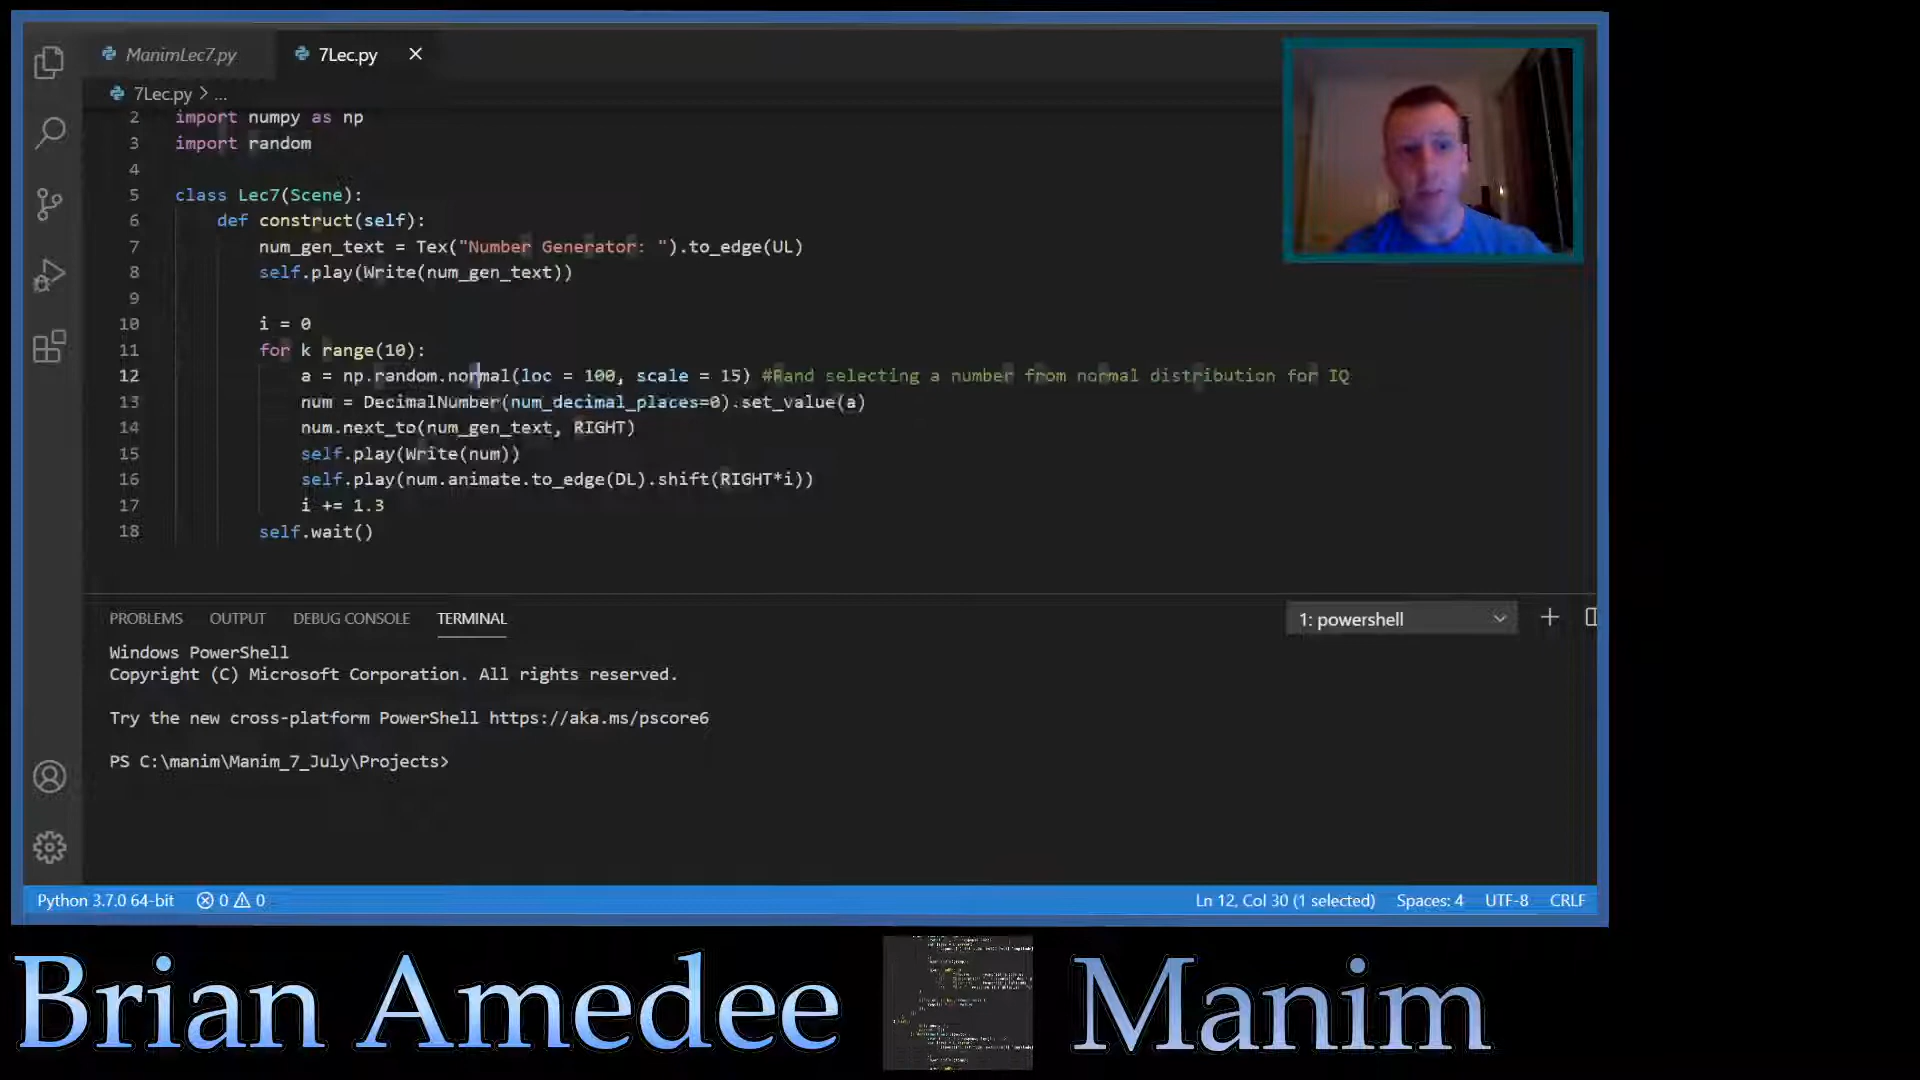 ManimLec7.py
7Lec.py
7Lec.py > ...
2 import numpy as np
3 import random
4
5 class Lec7(Scene):
6 def construct(self):
7 num_gen_text = Tex("Number Generator: ").to_edge(UL)
8 self.play(Write(num_gen_text))
9
10 i = 0
11 for k range(10):
12 a = np.random.normal(loc = 100, scale = 15) #Rand selecting a number from normal distribution for IQ
13 num = DecimalNumber(num_decimal_places=0).set_value(a)
14 num.next_to(num_gen_text, RIGHT)
15 self.play(Write(num))
16 self.play(num.animate.to_edge(DL).shift(RIGHT*i))
17 i += 1.3
18 self.wait()
PROBLEMS OUTPUT DEBUG CONSOLE TERMINAL 1: powershell
Windows PowerShell
Copyright (C) Microsoft Corporation. All rights reserved.
Try the new cross-platform PowerShell https://aka.ms/pscore6
PS C:\manim\Manim_7_July\Projects>
Python 3.7.0 64-bit 0 0 Ln 12, Col 30 (1 selected) Spaces: 4 UTF-8 CRLF
Brian Amedee Manim